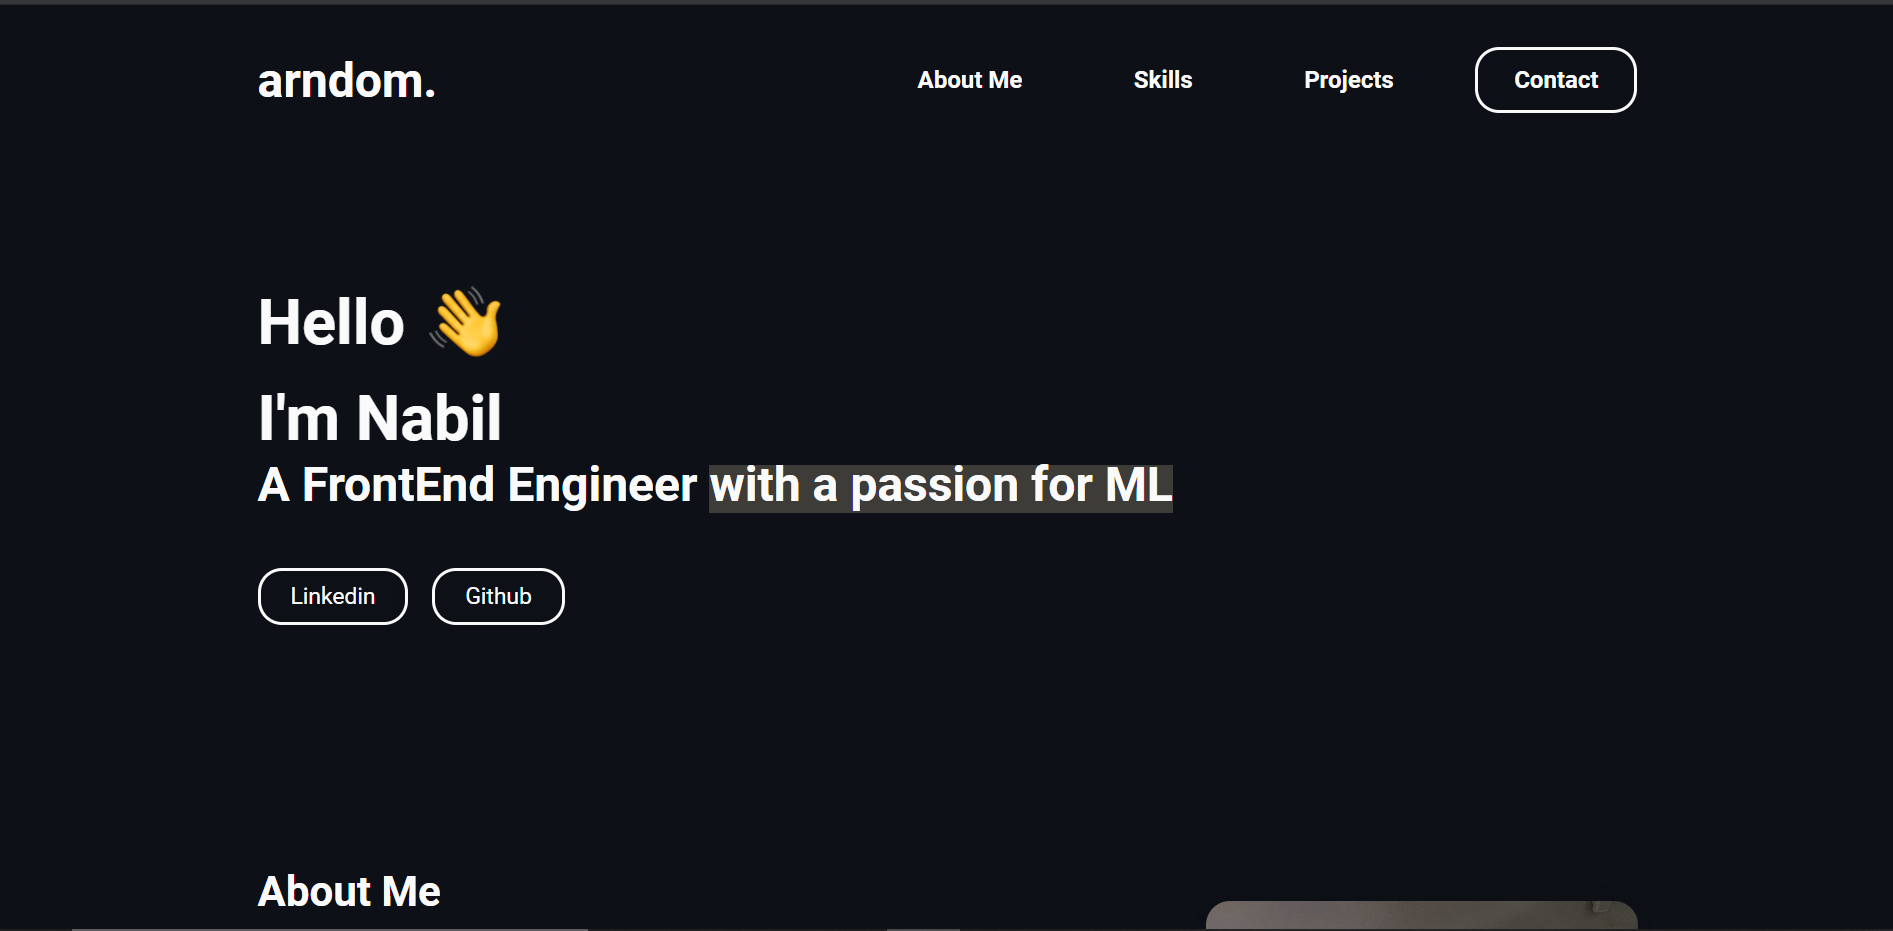 arndom.
About Me
Skills
Projects
Contact
Hello 👋
I'm Nabil
A FrontEnd Engineer with a passion for ML
Linkedin
Github
About Me